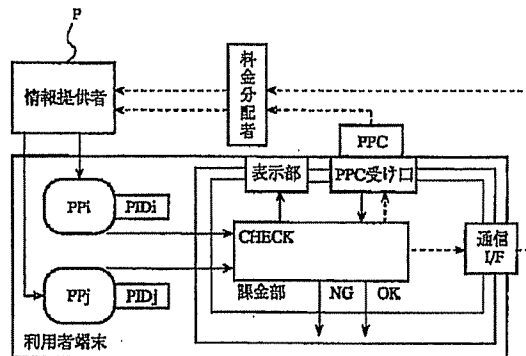 P
情報提供者
料金分配者
PPC
表示部
PPC受け口
PPi
PIDi
CHECK
通信
I/F
PPj
PIDj
課金部
NG
OK
利用者端末